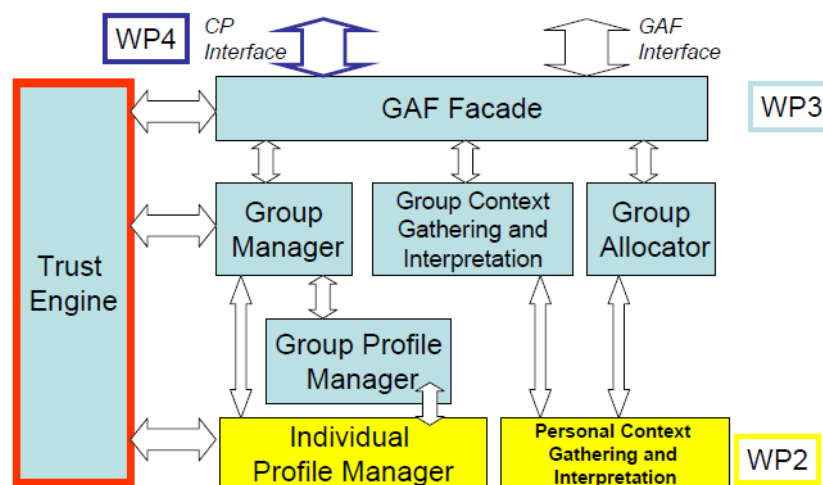 WP4
CP
Interface
GAF
Interface
GAF Facade
WP3
Trust
Engine
Group
Manager
Group Context
Gathering and
Interpretation
Group
Allocator
Group Profile
Manager
Individual
Profile Manager
Personal Context
Gathering and
Interpretation
WP2